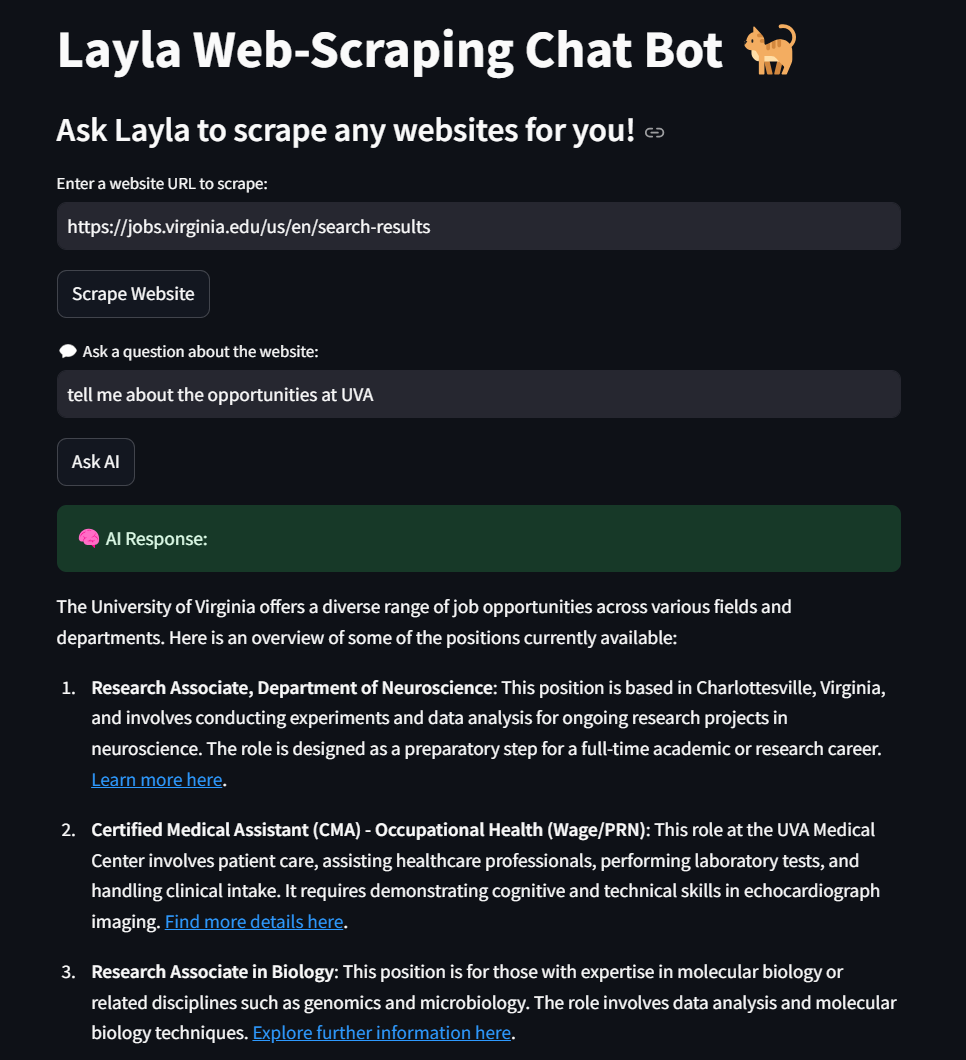 Layla Web-Scraping Chat Bot
Ask Layla to scrape any websites for you!
Enter a website URL to scrape:
https://jobs.virginia.edu/us/en/search-results
Scrape Website
Ask a question about the website:
tell me about the opportunities at UVA
Ask AI
AI Response:
The University of Virginia offers a diverse range of job opportunities across various fields and
departments. Here is an overview of some of the positions currently available:
1. Research Associate, Department of Neuroscience: This position is based in Charlottesville, Virginia,
and involves conducting experiments and data analysis for ongoing research projects in
neuroscience. The role is designed as a preparatory step for a full-time academic or research career.
Learn more here.
2. Certified Medical Assistant (CMA) - Occupational Health (Wage/PRN): This role at the UVA Medical
Center involves patient care, assisting healthcare professionals, performing laboratory tests, and
handling clinical intake. It requires demonstrating cognitive and technical skills in echocardiograph
imaging. Find more details here.
3. Research Associate in Biology: This position is for those with expertise in molecular biology or
related disciplines such as genomics and microbiology. The role involves data analysis and molecular
biology techniques. Explore further information here.